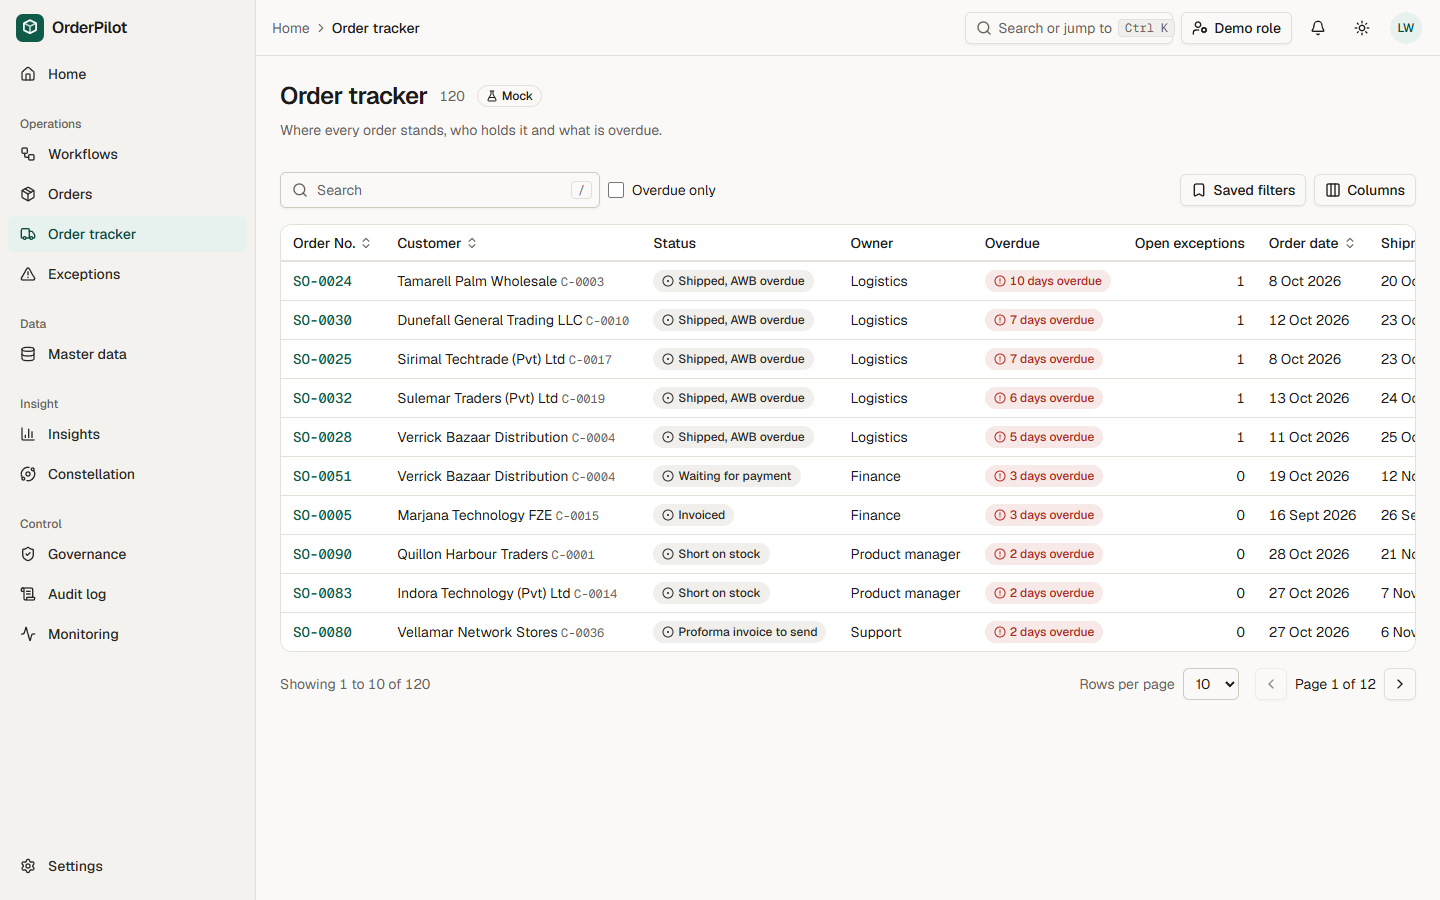 OrderPilot
Home > Order tracker
Search or jump to Ctrl K
Demo role
LW
Home
Operations
Workflows
Orders
Order tracker
Exceptions
Data
Master data
Insight
Insights
Constellation
Control
Governance
Audit log
Monitoring
Settings
Order tracker 120 Mock
Where every order stands, who holds it and what is overdue.
Search /
Overdue only
Saved filters
Columns
Order No. Customer Status Owner Overdue Open exceptions Order date
SO-0024 Tamarell Palm Wholesale C-0003 Shipped, AWB overdue Logistics 10 days overdue 1 8 Oct 2026 20
SO-0030 Dunefall General Trading LLC C-0010 Shipped, AWB overdue Logistics 7 days overdue 1 12 Oct 2026 23
SO-0025 Sirimal Techtrade (Pvt) Ltd C-0017 Shipped, AWB overdue Logistics 7 days overdue 1 8 Oct 2026 23
SO-0032 Sulemar Traders (Pvt) Ltd C-0019 Shipped, AWB overdue Logistics 6 days overdue 1 13 Oct 2026 24
SO-0028 Verrick Bazaar Distribution C-0004 Shipped, AWB overdue Logistics 5 days overdue 1 11 Oct 2026 25
SO-0051 Verrick Bazaar Distribution C-0004 Waiting for payment Finance 3 days overdue 0 19 Oct 2026 12
SO-0005 Marjana Technology FZE C-0015 Invoiced Finance 3 days overdue 0 16 Sept 2026 26
SO-0090 Quillon Harbour Traders C-0001 Short on stock Product manager 2 days overdue 0 28 Oct 2026 21
SO-0083 Indora Technology (Pvt) Ltd C-0014 Short on stock Product manager 2 days overdue 0 27 Oct 2026 7
SO-0080 Vellamar Network Stores C-0036 Proforma invoice to send Support 2 days overdue 0 27 Oct 2026 6
Showing 1 to 10 of 120
Rows per page 10
Page 1 of 12